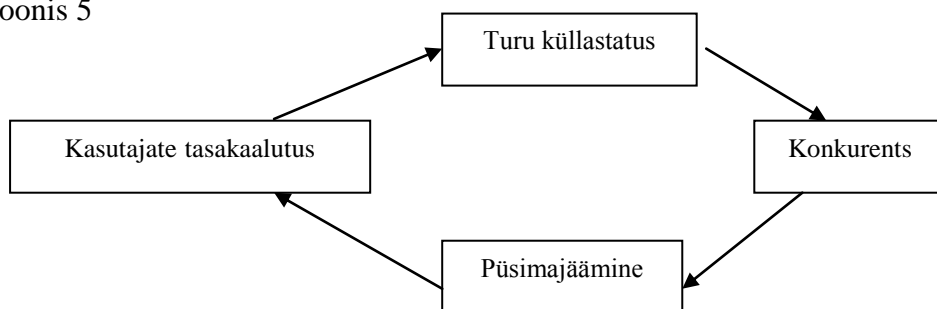 oonis 5
Turu küllastatus
Kasutajate tasakaalutus
Konkurents
Püsimajäämine